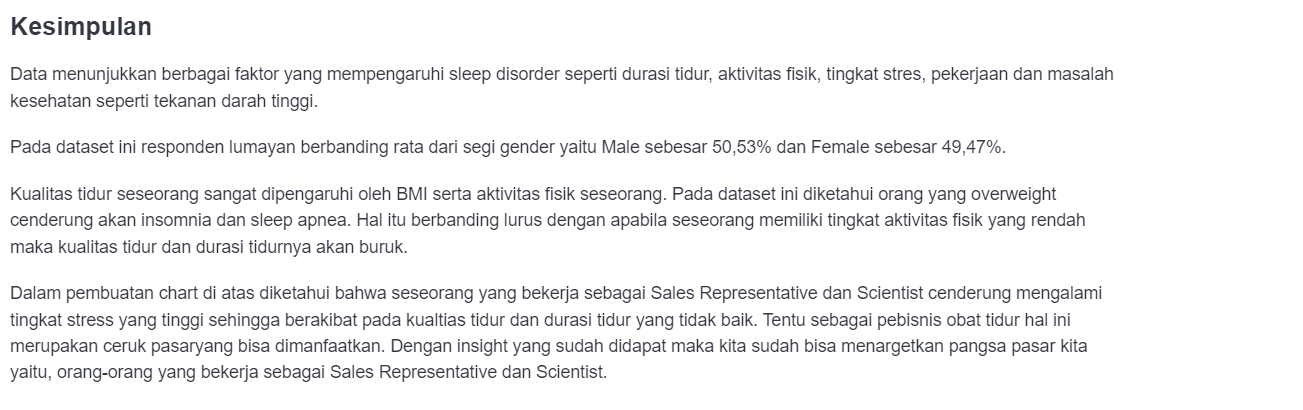 Kesimpulan
Data menunjukkan berbagai faktor yang mempengaruhi sleep disorder seperti durasi tidur, aktivitas fisik, tingkat stres, pekerjaan dan masalah
kesehatan seperti tekanan darah tinggi.
Pada dataset ini responden lumayan berbanding rata dari segi gender yaitu Male sebesar 50,53% dan Female sebesar 49,47%.
Kualitas tidur seseorang sangat dipengaruhi oleh BMI serta aktivitas fisik seseorang. Pada dataset ini diketahui orang yang overweight
cenderung akan insomnia dan sleep apnea. Hal itu berbanding lurus dengan apabila seseorang memiliki tingkat aktivitas fisik yang rendah
maka kualitas tidur dan durasi tidurnya akan buruk.
Dalam pembuatan chart di atas diketahui bahwa seseorang yang bekerja sebagai Sales Representative dan Scientist cenderung mengalami
tingkat stress yang tinggi sehingga berakibat pada kualtias tidur dan durasi tidur yang tidak baik. Tentu sebagai pebisnis obat tidur hal ini
merupakan ceruk pasaryang bisa dimanfaatkan. Dengan insight yang sudah didapat maka kita sudah bisa menargetkan pangsa pasar kita
yaitu, orang-orang yang bekerja sebagai Sales Representative dan Scientist.